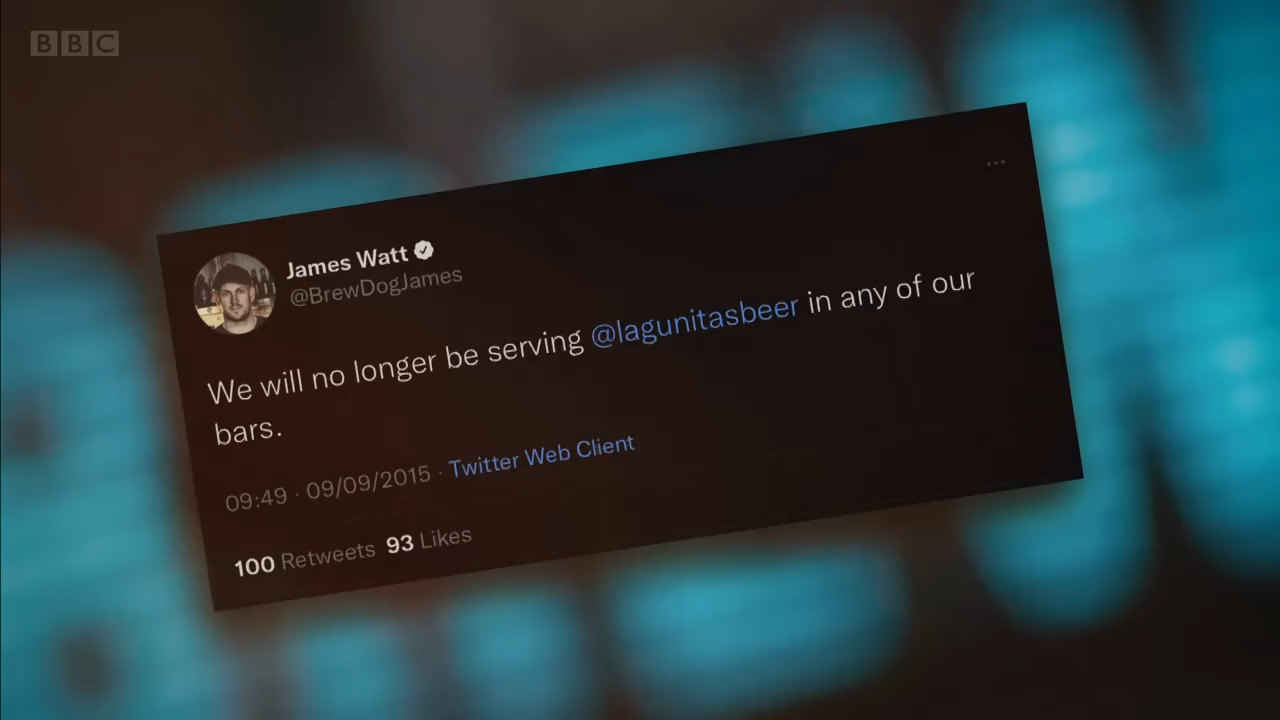 BBC
James Watt
@BrewDogJames
We will no longer be serving @lagunitasbeer in any of our
bars.
09:49 · 09/09/2015 · Twitter Web Client
100 Retweets 93 Likes